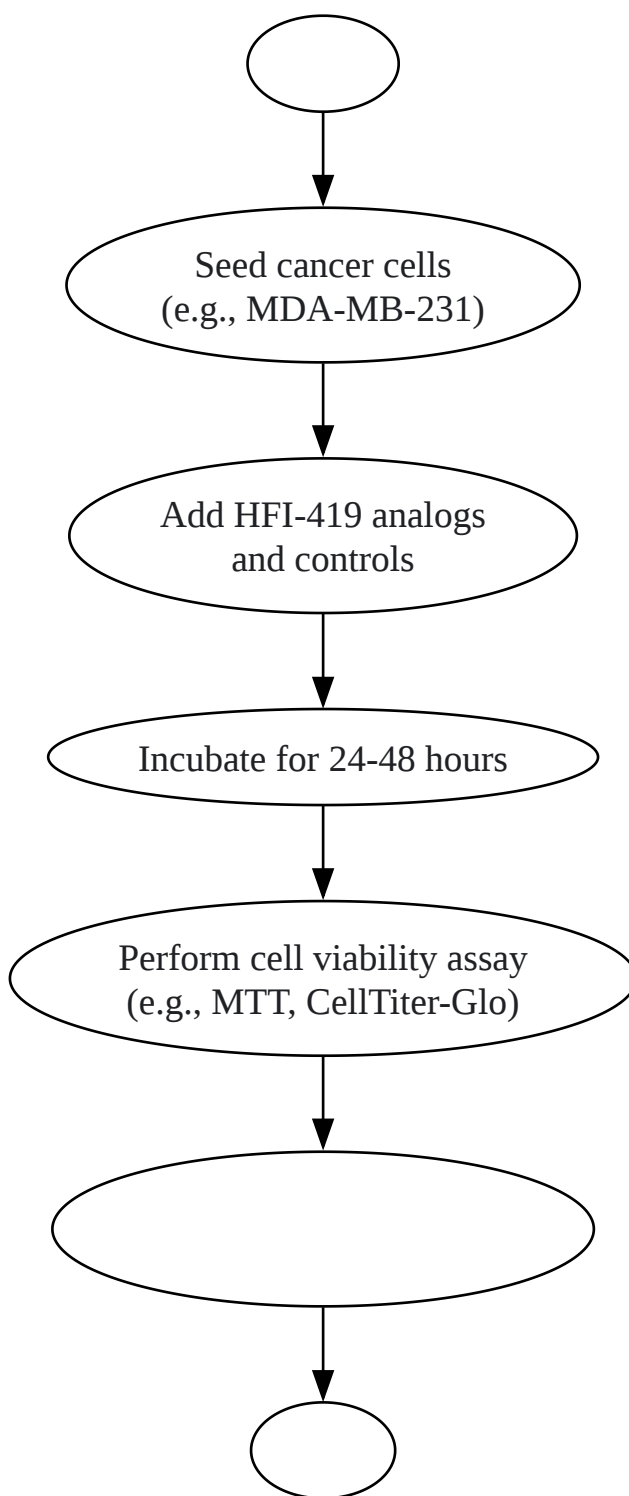 Seed cancer cells
(e.g., MDA-MB-231)
Add HFI-419 analogs
and controls
Incubate for 24-48 hours
Perform cell viability assay
(e.g., MTT, CellTiter-Glo)